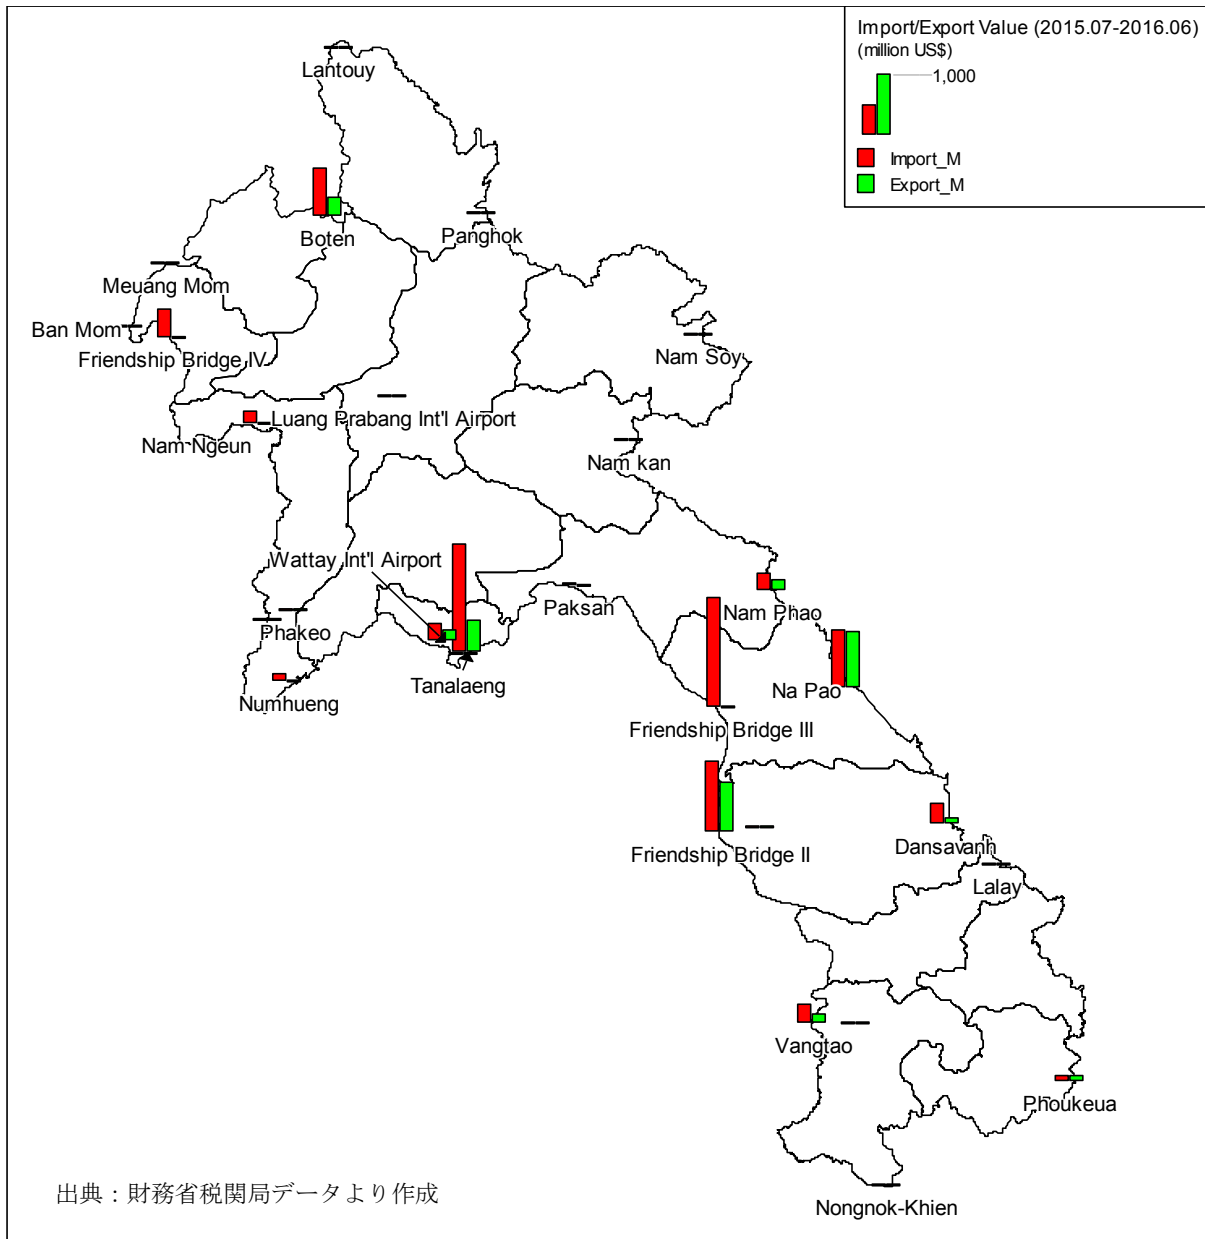 Import/Export Value (2015.07-2016.06)
(million US$)
1,000
Import_M
Export_M
Lantouy
Boten
Panghok
Meuang Mom
Ban Mom
Friendship Bridge IV
Nam Soy
Luang Prabang Int'l Airport
Nam Ngeun
Nam kan
Wattay Int'l Airport
Paksan
Nam Phao
Phakeo
Tanalaeng
Na Pao
Numhueng
Friendship Bridge III
Friendship Bridge II
Dansavanh
Lalay
Vangtao
Phoukeua
出典：財務省税関局データより作成
Nongnok-Khien